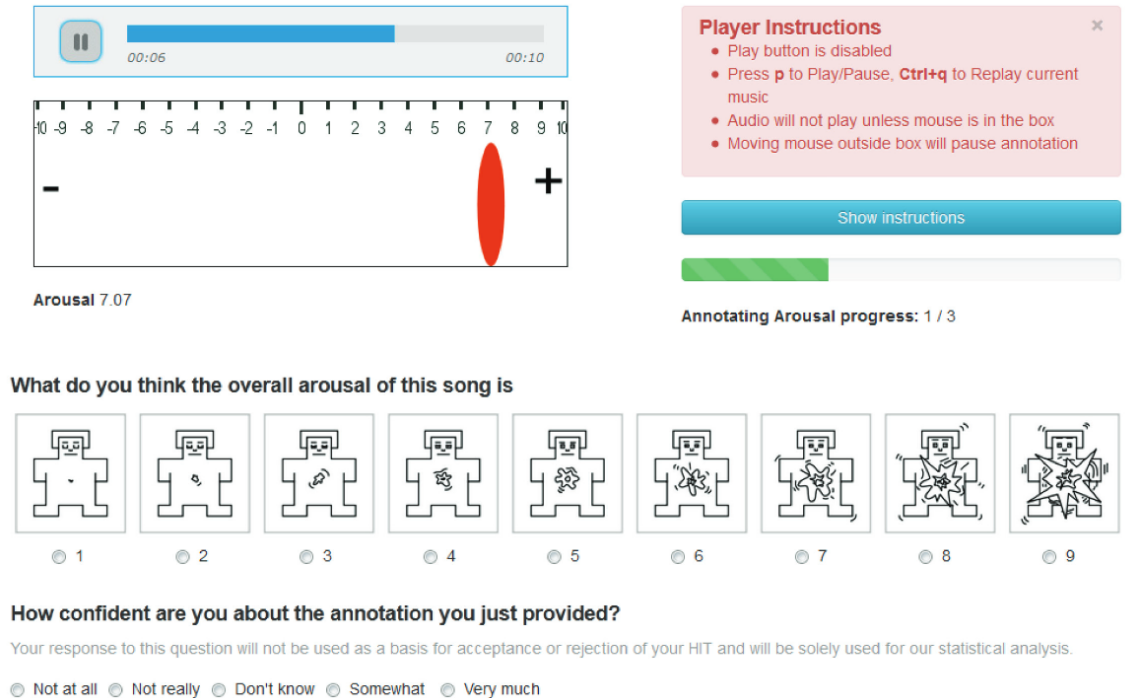 00:06 00:10
-10 -9 -8 -7 -6 -5 -4 -3 -2 -1 0 1 2 3 4 5 6 7 8 9 10
- +
Arousal 7.07
Player Instructions ×
• Play button is disabled
• Press p to Play/Pause, Ctrl+q to Replay current
music
• Audio will not play unless mouse is in the box
• Moving mouse outside box will pause annotation
Show instructions
Annotating Arousal progress: 1 / 3
What do you think the overall arousal of this song is
1 2 3 4 5 6 7 8 9
How confident are you about the annotation you just provided?
Your response to this question will not be used as a basis for acceptance or rejection of your HIT and will be solely used for our statistical analysis.
Not at all Not really Don't know Somewhat Very much